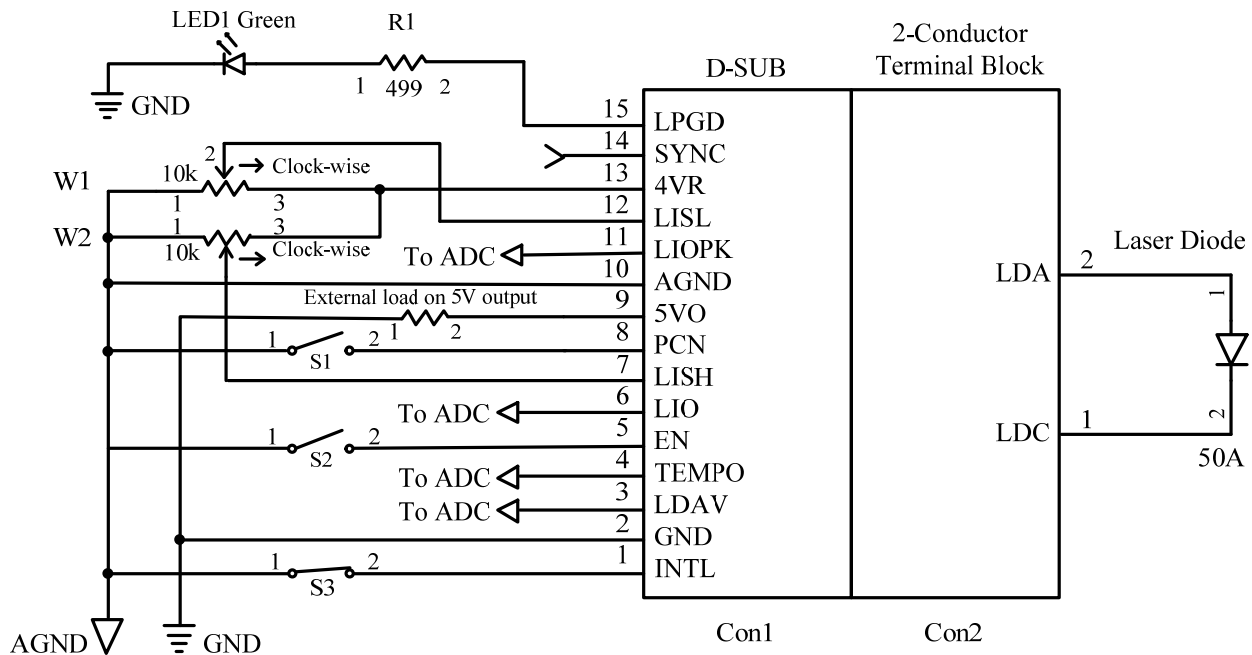 LED1 Green
R1
1 499 2
GND
D-SUB
2-Conductor
Terminal Block
15 LPGD
14 SYNC
13 4VR
12 LISL
11 LIOPK
10 AGND
9 5VO
8 PCN
7 LISH
6 LIO
5 EN
4 TEMPO
3 LDAV
2 GND
1 INTL
W1
10k
2
Clock-wise
1 3
W2
1 3
10k
Clock-wise
To ADC
External load on 5V output
1 2
1 S1 2
To ADC
1 S2 2
To ADC
To ADC
1 S3 2
AGND
GND
LDA
2
Laser Diode
1
2
LDC
1
50A
Con1
Con2